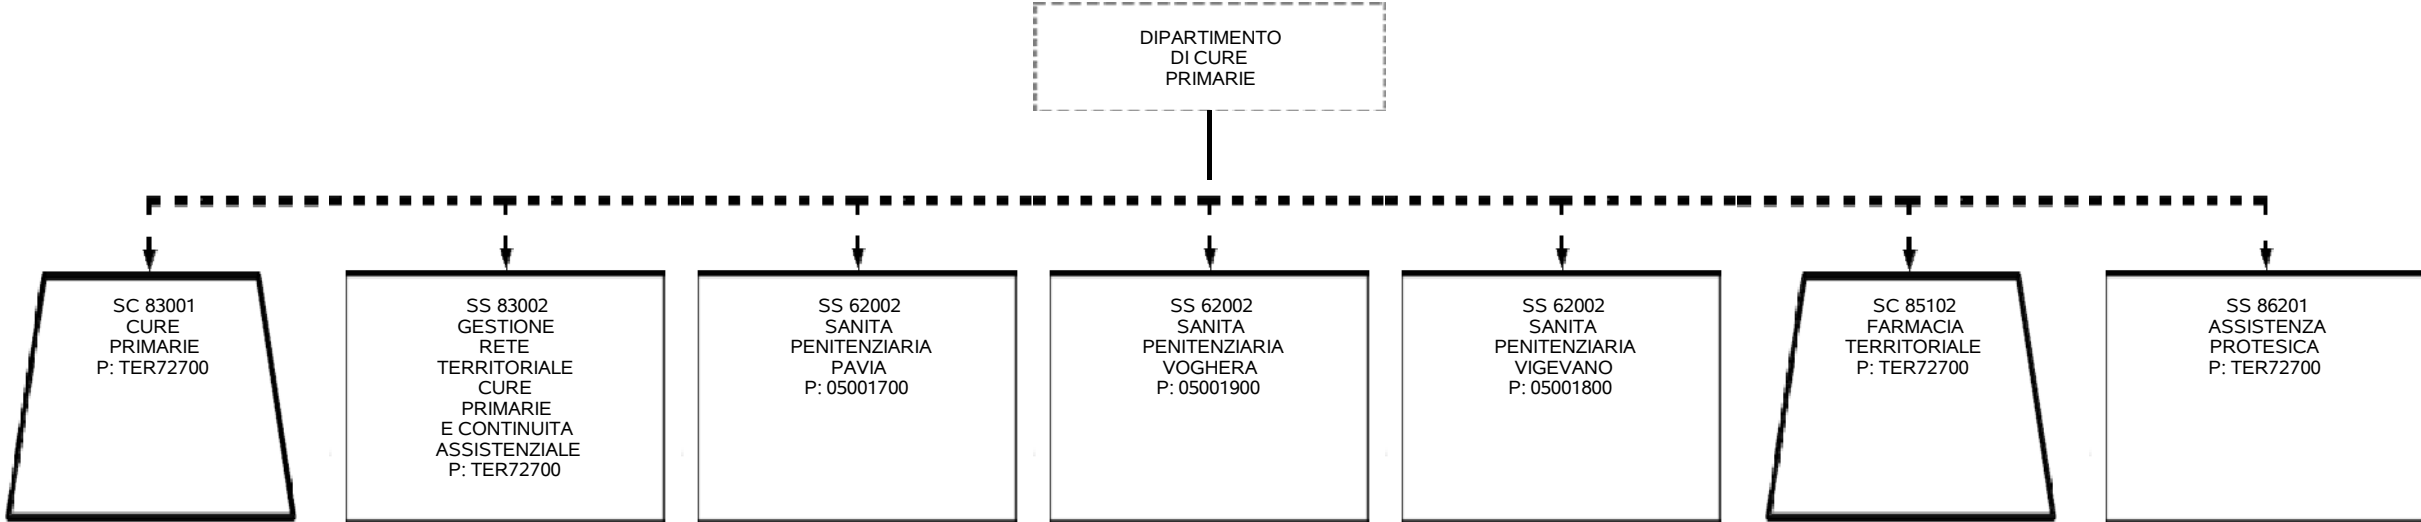 DIPARTIMENTO
DI CURE
PRIMARIE
SC 83001
CURE
PRIMARIE
P: TER72700
SS 83002
GESTIONE
RETE
TERRITORIALE
CURE
PRIMARIE
E CONTINUITA
ASSISTENZIALE
P: TER72700
SS 62002
SANITA
PENITENZIARIA
PAVIA
P: 05001700
SS 62002
SANITA
PENITENZIARIA
VOGHERA
P: 05001900
SS 62002
SANITA
PENITENZIARIA
VIGEVANO
P: 05001800
SC 85102
FARMACIA
TERRITORIALE
P: TER72700
SS 86201
ASSISTENZA
PROTESICA
P: TER72700